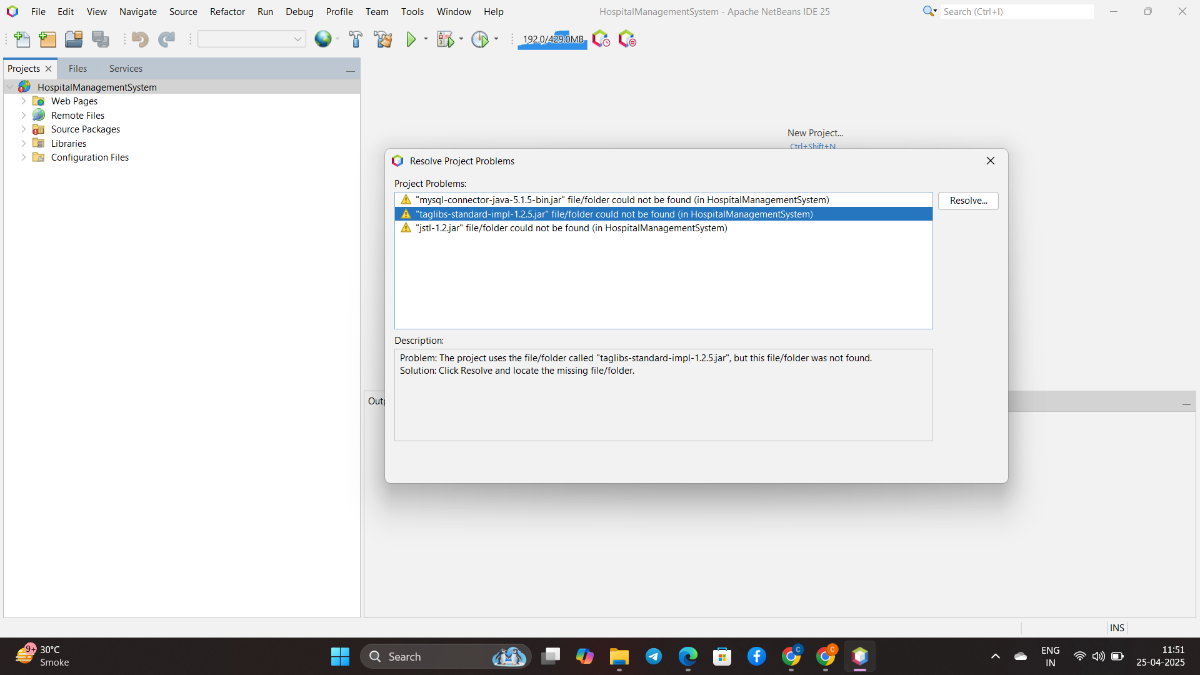 File Edit View Navigate Source Refactor Run Debug Profile Team Tools Window Help
HospitalManagementSystem - Apache NetBeans IDE 25
Search (Ctrl+I)
192.0/429.0MB
Projects Files Services
HospitalManagementSystem
Web Pages
Remote Files
Source Packages
Libraries
Configuration Files
New Project...
Ctrl+Shift+N
Resolve Project Problems
Project Problems:
"mysql-connector-java-5.1.5-bin.jar" file/folder could not be found (in HospitalManagementSystem)
"taglibs-standard-impl-1.2.5.jar" file/folder could not be found (in HospitalManagementSystem)
"jstl-1.2.jar" file/folder could not be found (in HospitalManagementSystem)
Resolve...
Description:
Problem: The project uses the file/folder called "taglibs-standard-impl-1.2.5.jar", but this file/folder was not found.
Solution: Click Resolve and locate the missing file/folder.
Outp
INS
9+
30°C
Smoke
Search
C
C
ENG
IN
11:51
25-04-2025